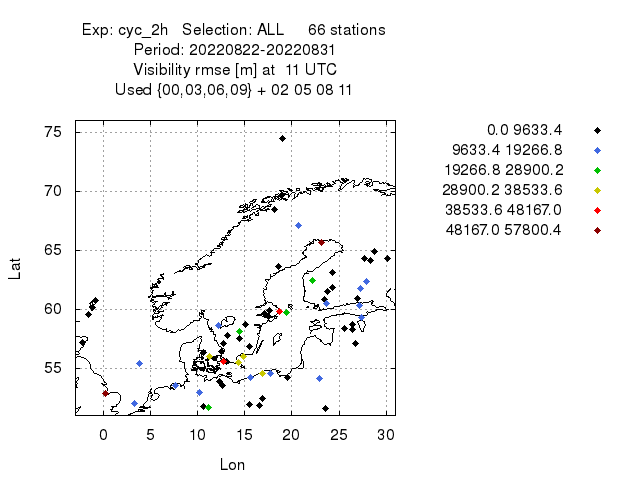 Exp: cyc_2h Selection: ALL 66 stations
Period: 20220822-20220831
Visibility rmse [m] at 11 UTC
Used {00,03,06,09} + 02 05 08 11
0.0 9633.4
9633.4 19266.8
19266.8 28900.2
28900.2 38533.6
38533.6 48167.0
48167.0 57800.4
75
70
65
60
55
Lat
0 5 10 15 20 25 30
Lon